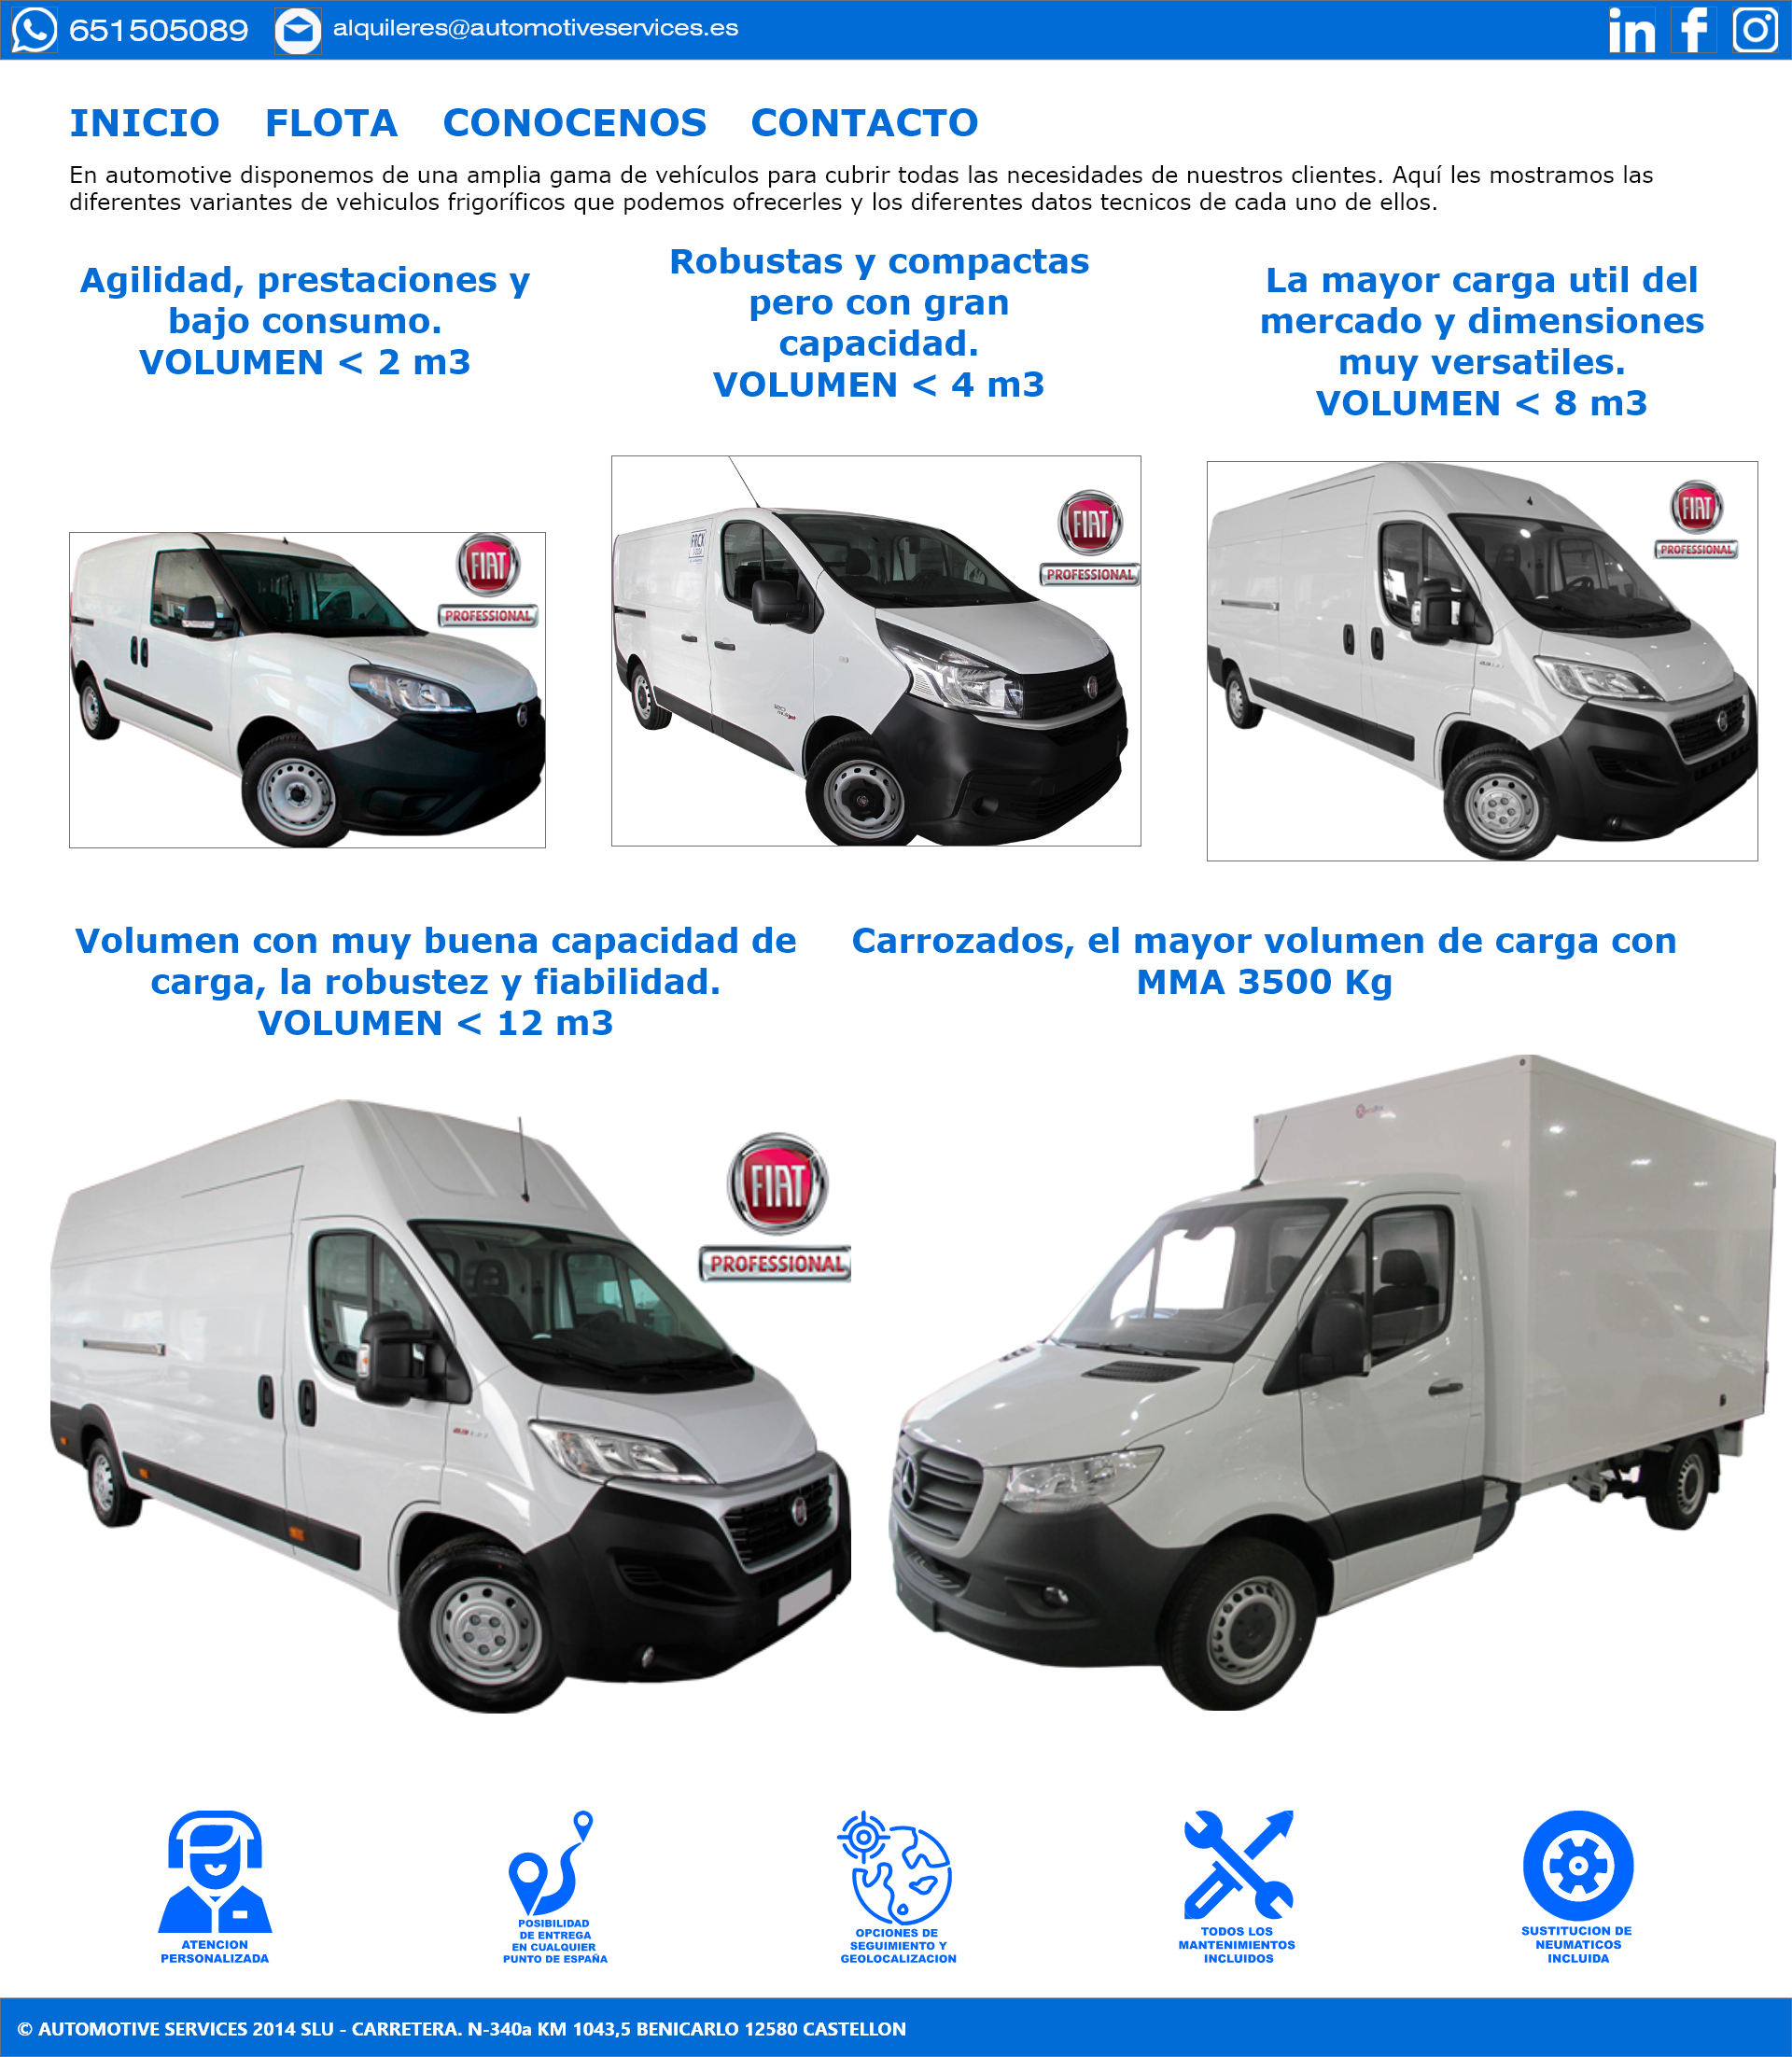 651505089
alquileres@automotiveservices.es
INICIO FLOTA CONOCENOS CONTACTO
En automotive disponemos de una amplia gama de vehículos para cubrir todas las necesidades de nuestros clientes. Aquí les mostramos las
diferentes variantes de vehiculos frigoríficos que podemos ofrecerles y los diferentes datos tecnicos de cada uno de ellos.
Agilidad, prestaciones y
bajo consumo.
VOLUMEN < 2 m3
Robustas y compactas
pero con gran
capacidad.
VOLUMEN < 4 m3
La mayor carga util del
mercado y dimensiones
muy versatiles.
VOLUMEN < 8 m3
FIAT
PROFESSIONAL
FIAT
PROFESSIONAL
FIAT
PROFESSIONAL
Volumen con muy buena capacidad de
carga, la robustez y fiabilidad.
VOLUMEN < 12 m3
Carrozados, el mayor volumen de carga con
MMA 3500 Kg
FIAT
PROFESSIONAL
ATENCION
PERSONALIZADA
POSIBILIDAD
DE ENTREGA
EN CUALQUIER
PUNTO DE ESPAÑA
OPCIONES DE
SEGUIMIENTO Y
GEOLOCALIZACION
TODOS LOS
MANTENIMIENTOS
INCLUIDOS
SUSTITUCION DE
NEUMATICOS
INCLUIDA
© AUTOMOTIVE SERVICES 2014 SLU - CARRETERA. N-340a KM 1043,5 BENICARLO 12580 CASTELLON